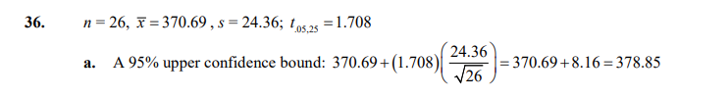 36. n = 26, x̄ = 370.69 , s = 24.36; t.05,25 = 1.708
a. A 95% upper confidence bound: 370.69 + (1.708)(24.36/√26) = 370.69 + 8.16 = 378.85